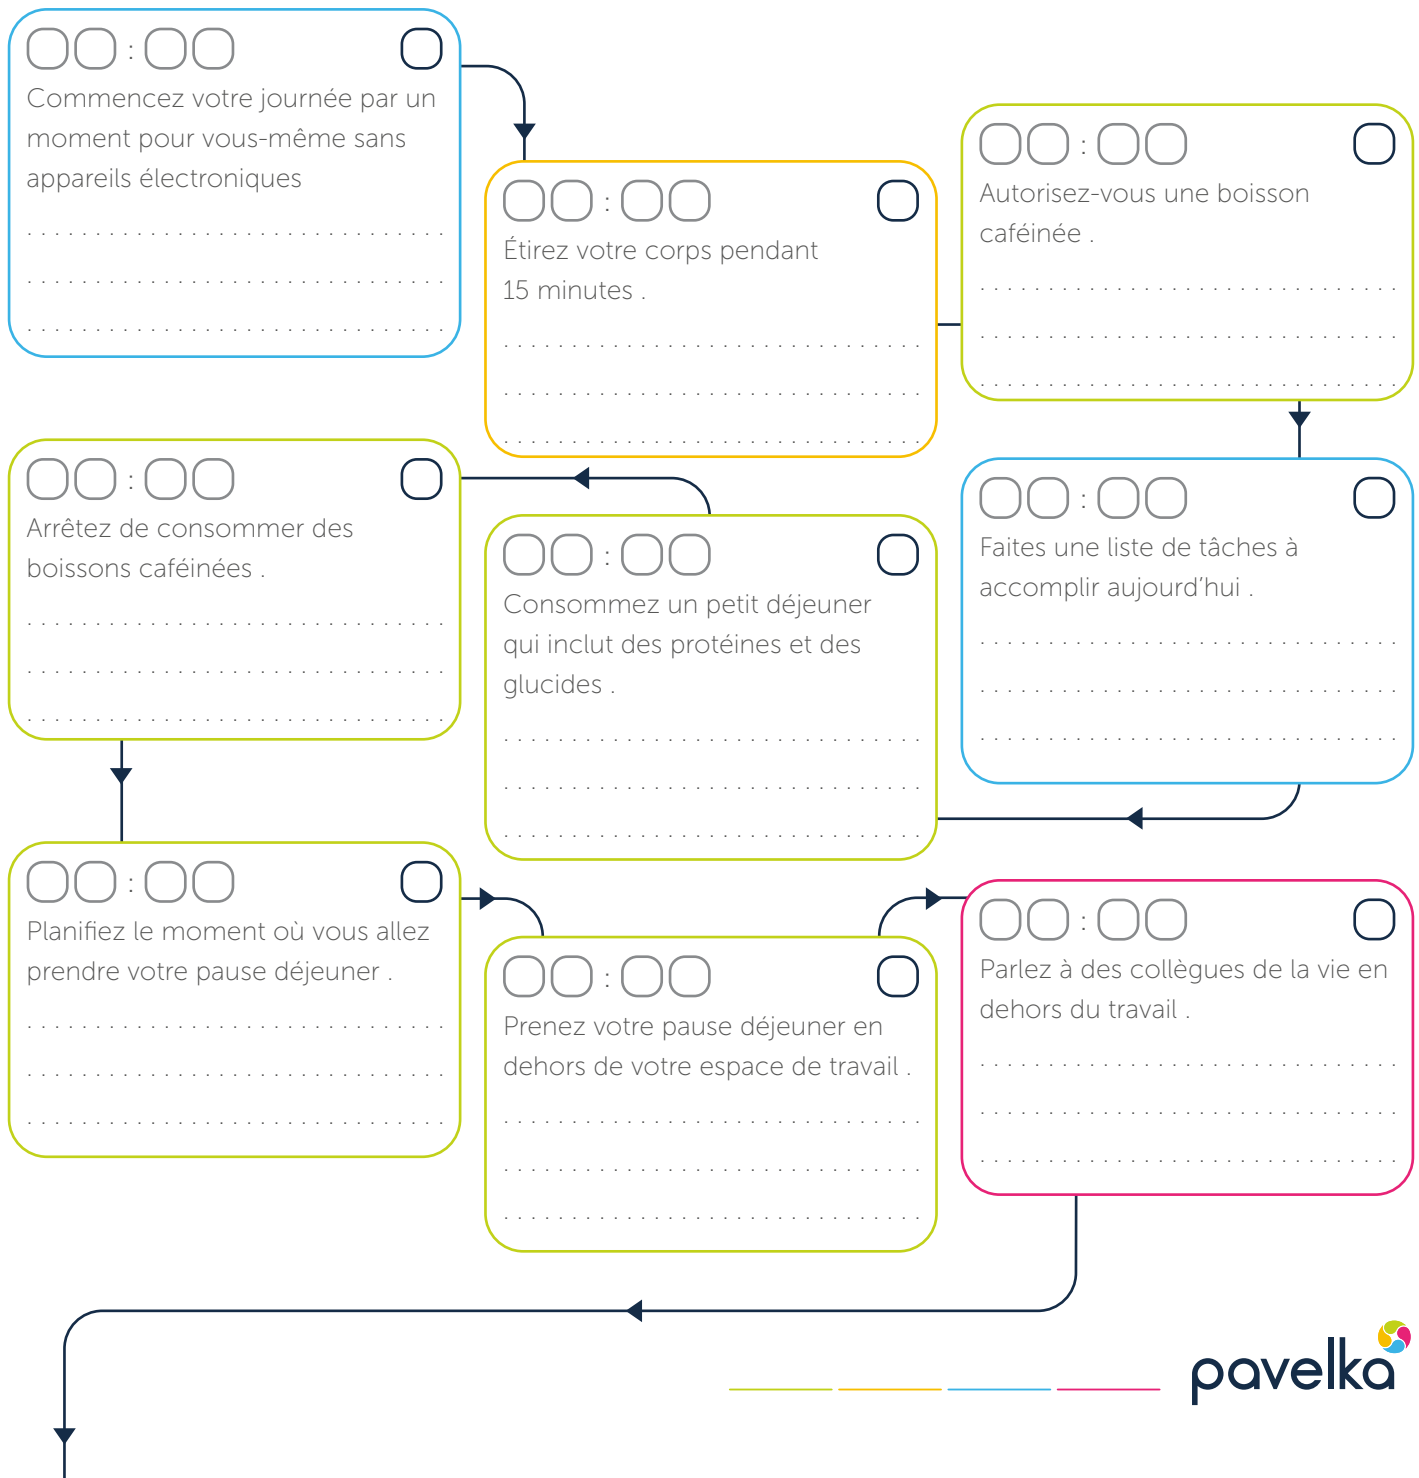 :
Commencez votre journée par un
moment pour vous-même sans
appareils électroniques
:
Étirez votre corps pendant
15 minutes .
:
Autorisez-vous une boisson
caféinée .
:
Faites une liste de tâches à
accomplir aujourd’hui .
:
Consommez un petit déjeuner
qui inclut des protéines et des
glucides .
:
Arrêtez de consommer des
boissons caféinées .
:
Planifiez le moment où vous allez
prendre votre pause déjeuner .
:
Prenez votre pause déjeuner en
dehors de votre espace de travail .
:
Parlez à des collègues de la vie en
dehors du travail .
pavelka